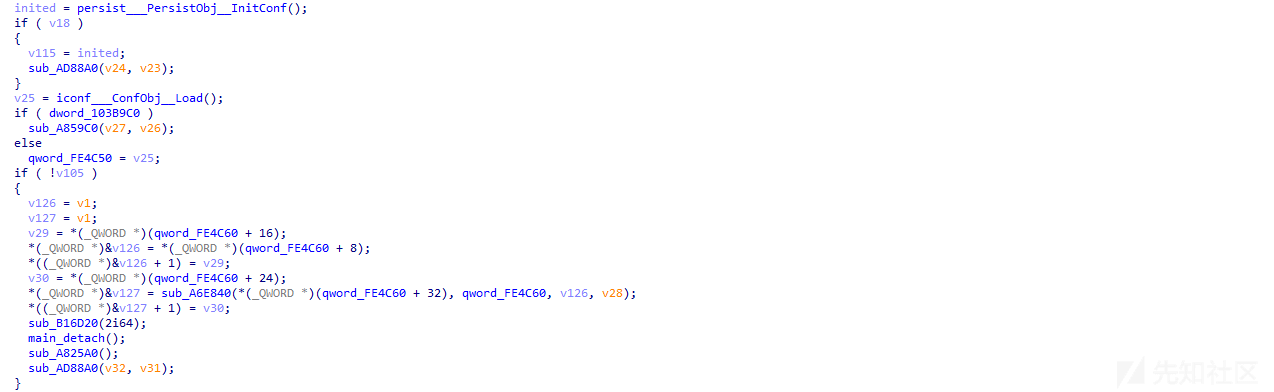 inited = persist___PersistObj__InitConf();
if ( v18 )
{
v115 = inited;
sub_AD88A0(v24, v23);
}
v25 = iconf___ConfObj__Load();
if ( dword_103B9C0 )
sub_A859C0(v27, v26);
else
qword_FE4C50 = v25;
if ( !v105 )
{
v126 = v1;
v127 = v1;
v29 = *(_QWORD *)(qword_FE4C60 + 16);
*(_QWORD *)&v126 = *(_QWORD *)(qword_FE4C60 + 8);
*((_QWORD *)&v126 + 1) = v29;
v30 = *(_QWORD *)(qword_FE4C60 + 24);
*(_QWORD *)&v127 = sub_A6E840(*(_QWORD *)(qword_FE4C60 + 32), qword_FE4C60, v126, v28);
*((_QWORD *)&v127 + 1) = v30;
sub_B16D20(2i64);
main_detach();
sub_A825A0();
sub_AD88A0(v32, v31);
}
先知社区